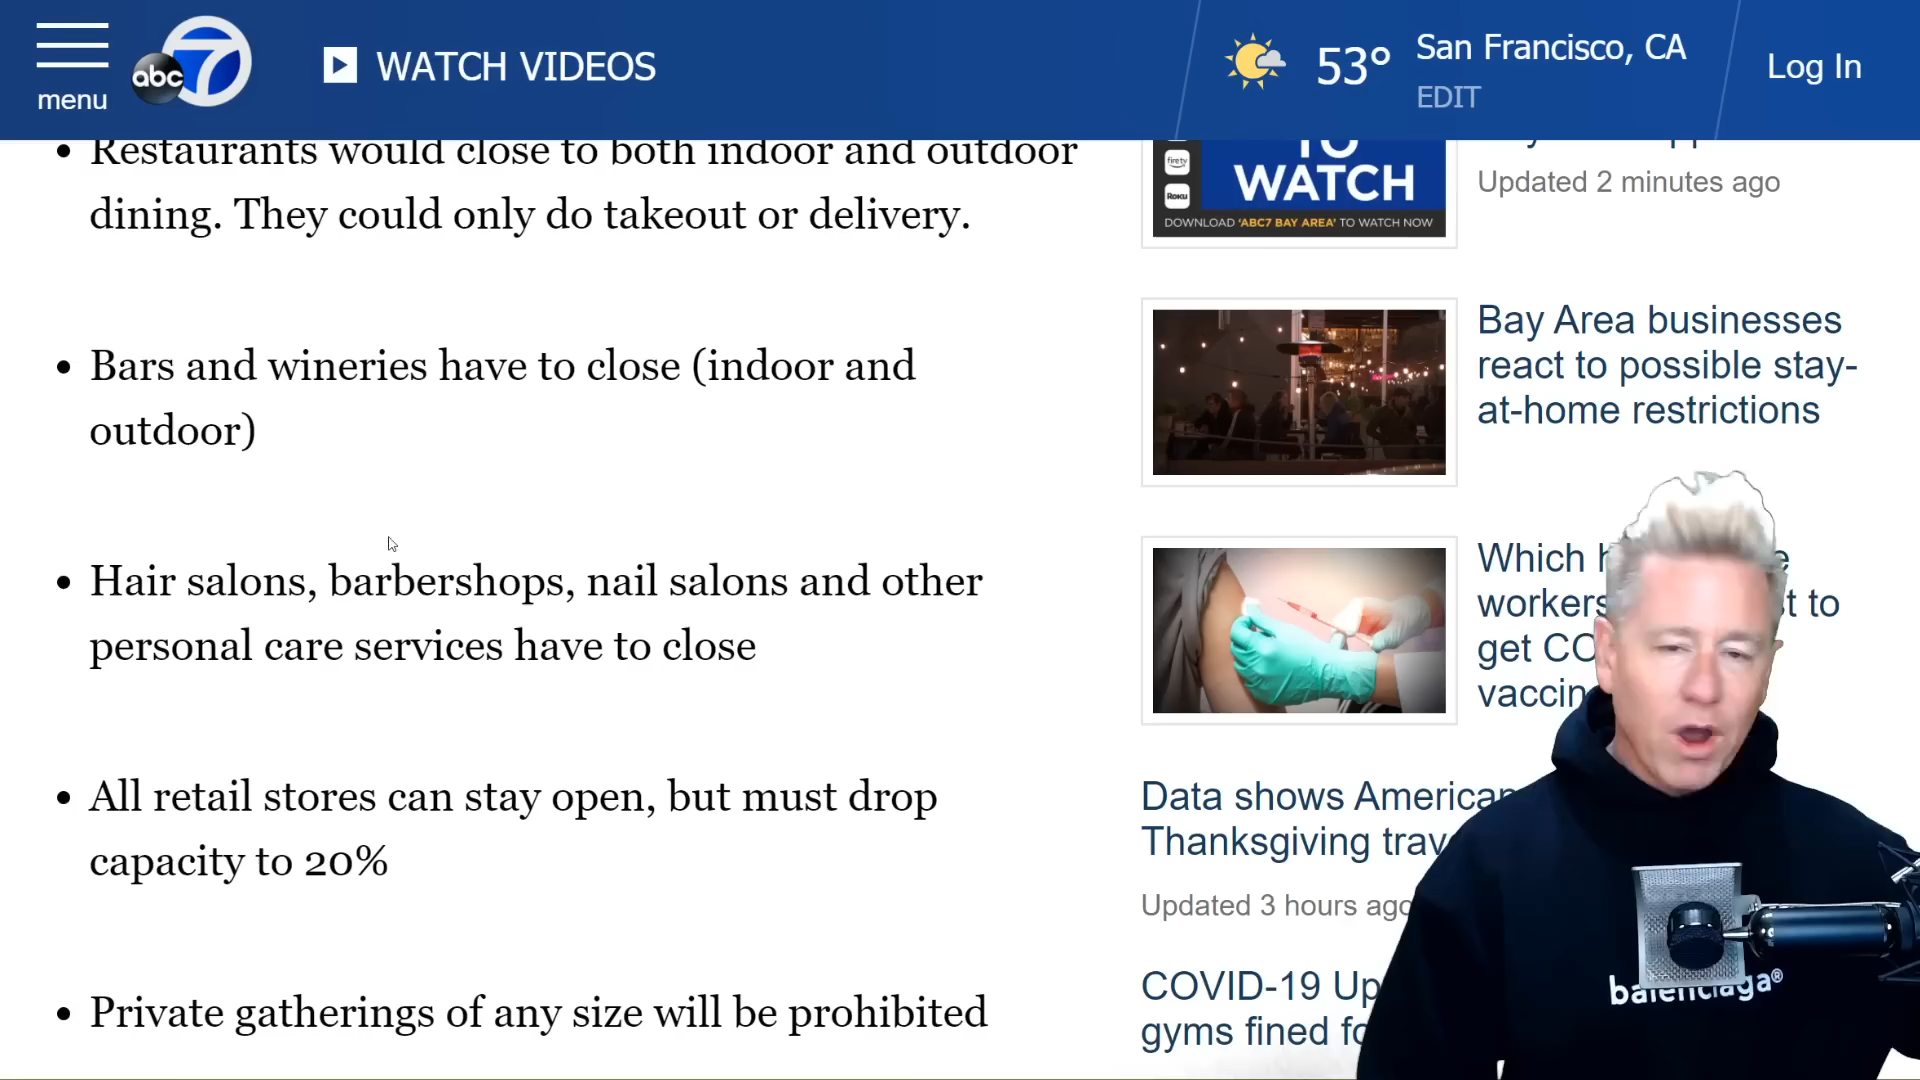 menu
abc 7
WATCH VIDEOS
53°
San Francisco, CA
EDIT
Log In
Restaurants would close to both indoor and outdoor
dining. They could only do takeout or delivery.
Bars and wineries have to close (indoor and
outdoor)
Hair salons, barbershops, nail salons and other
personal care services have to close
All retail stores can stay open, but must drop
capacity to 20%
Private gatherings of any size will be prohibited
firetv
Roku
TO
WATCH
DOWNLOAD 'ABC7 BAY AREA' TO WATCH NOW
Updated 2 minutes ago
Bay Area businesses
react to possible stay-
at-home restrictions
Which
workers to
get
Data shows
Thanksgiving
Updated 3 hours ago
COVID-19
gyms fined
balenciaga®